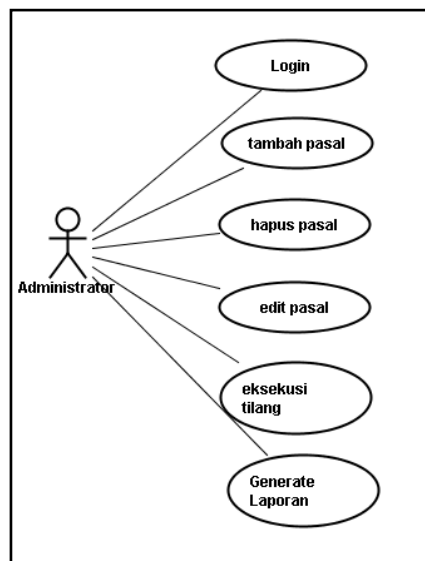 Login
tambah pasal
hapus pasal
Administrator
edit pasal
eksekusi
tilang
Generate
Laporan